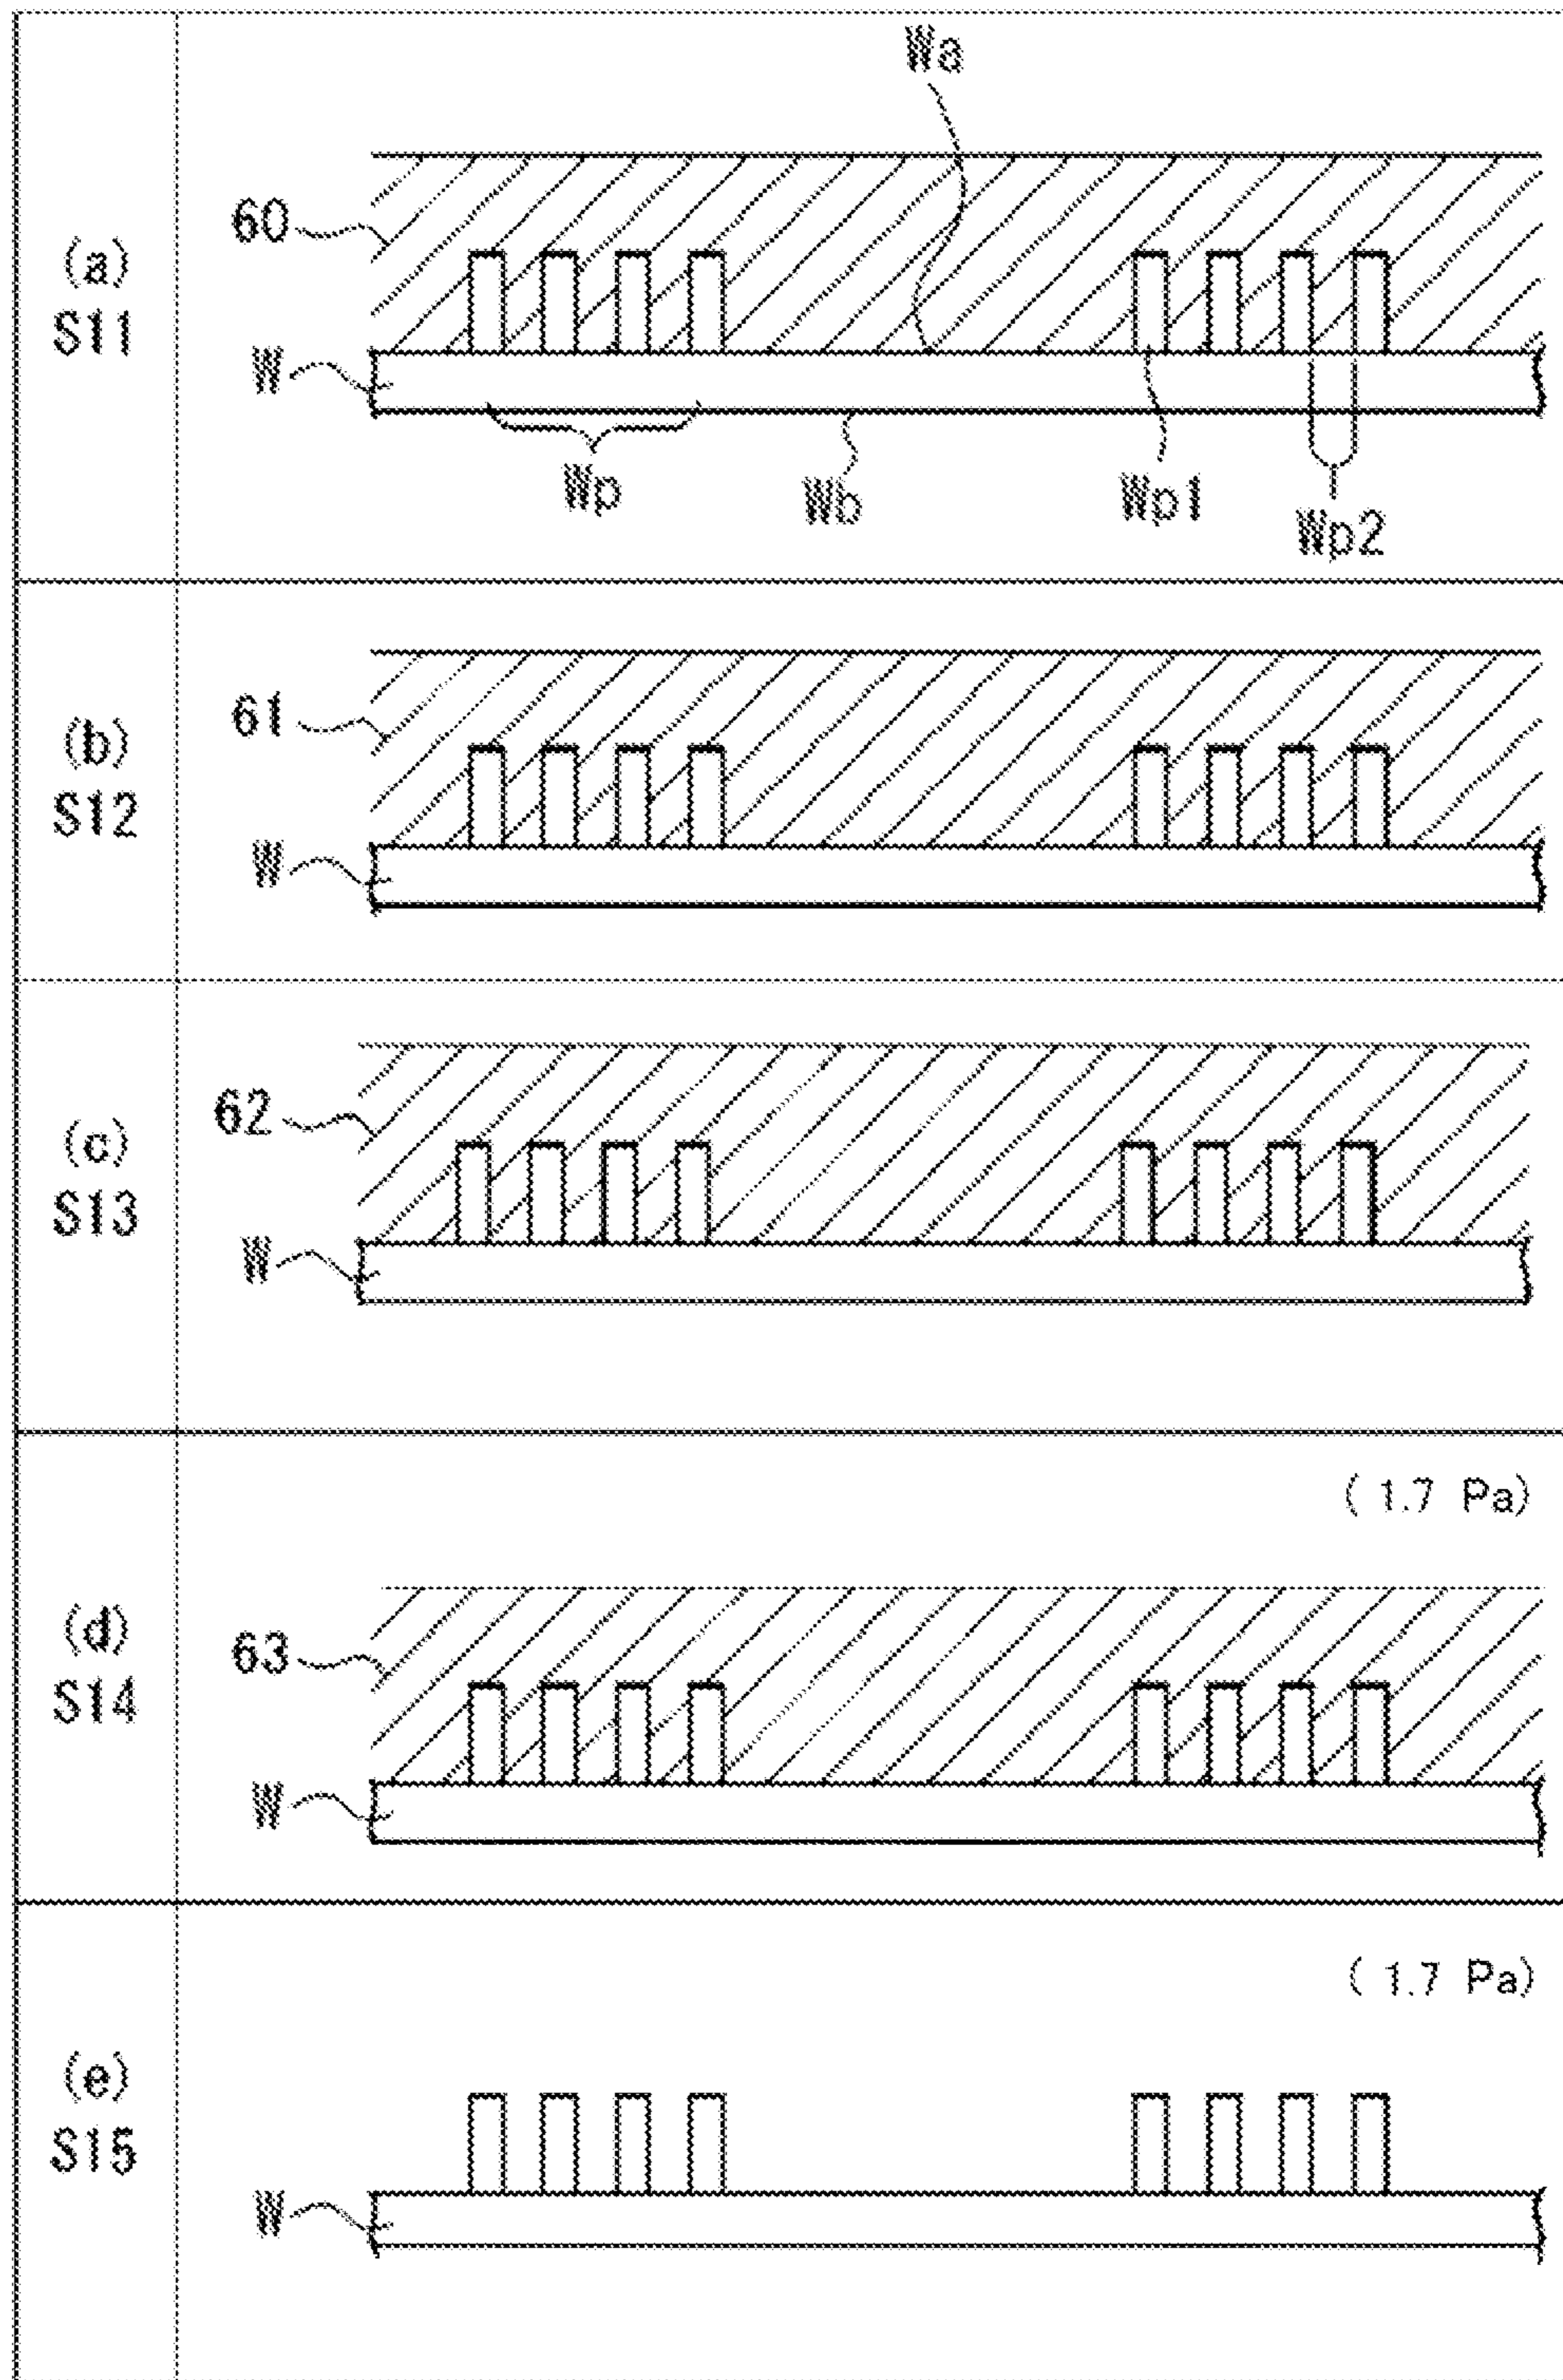 (a)
S11
Wa
60
W
Wp
Wb
Wp1
Wp2
(b)
S12
61
W
(c)
S13
62
W
(d)
S14
( 1.7 Pa)
63
W
(e)
S15
( 1.7 Pa)
W